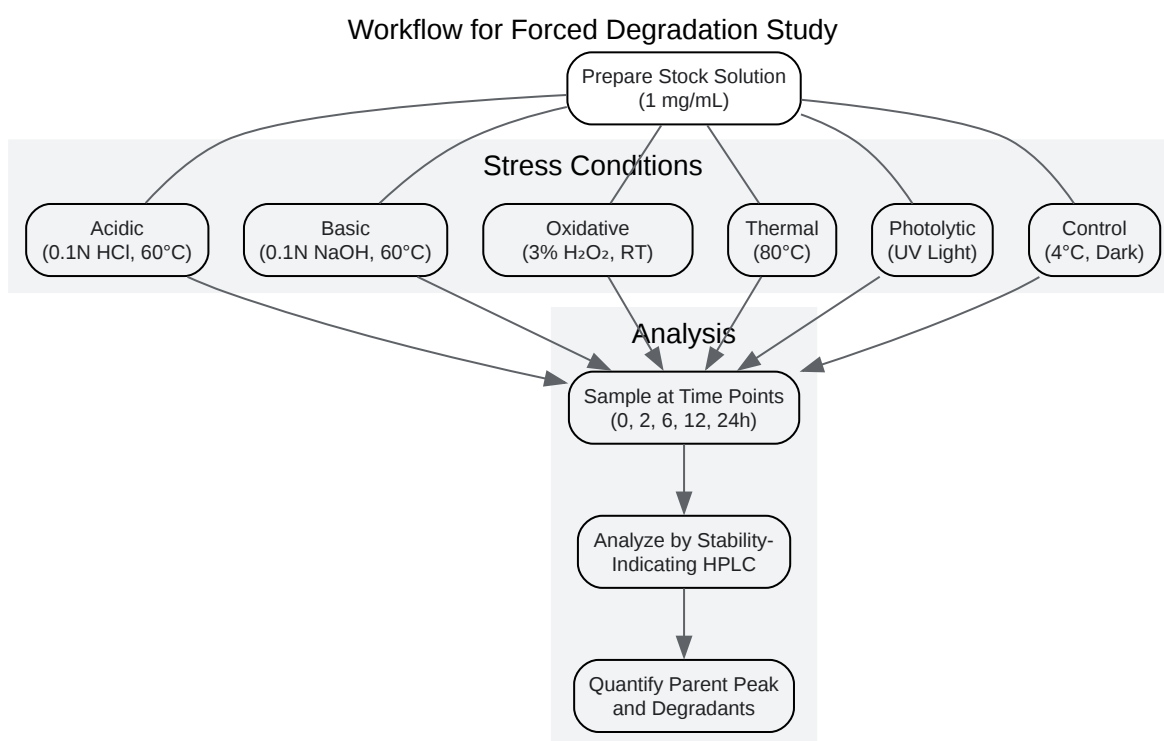 Workflow for Forced Degradation Study
Prepare Stock Solution
(1 mg/mL)
Stress Conditions
Acidic
(0.1N HCl, 60°C)
Basic
(0.1N NaOH, 60°C)
Oxidative
(3% H₂O₂, RT)
Thermal
(80°C)
Photolytic
(UV Light)
Control
(4°C, Dark)
Analysis
Sample at Time Points
(0, 2, 6, 12, 24h)
Analyze by Stability-
Indicating HPLC
Quantify Parent Peak
and Degradants